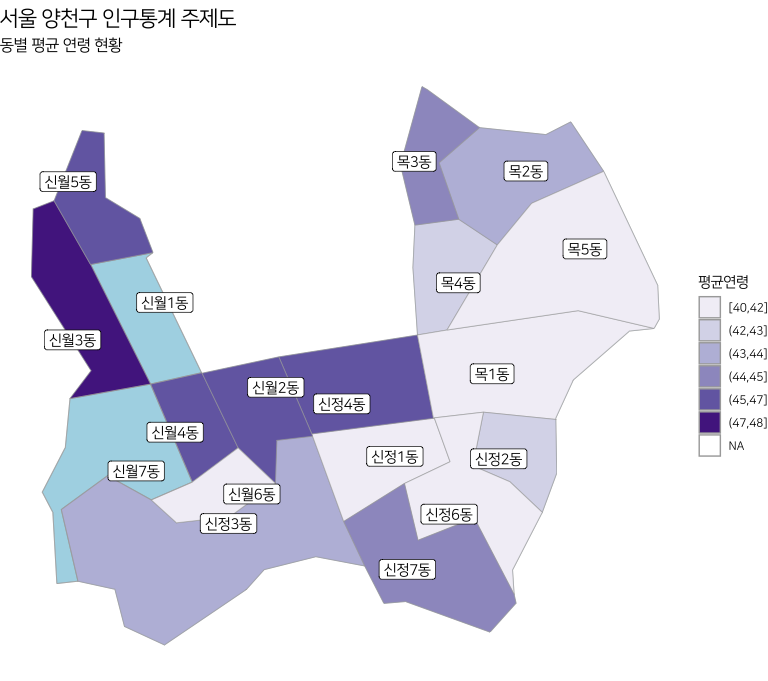 서울 양천구 인구통계 주제도
동별 평균 연령 현황
목3동
목2동
신월5동
목5동
목4동
신월1동
신월3동
목1동
신월2동
신정4동
신월4동
신정1동
신정2동
신월7동
신월6동
신정6동
신정3동
신정7동
평균연령
[40,42]
(42,43]
(43,44]
(44,45]
(45,47]
(47,48]
NA